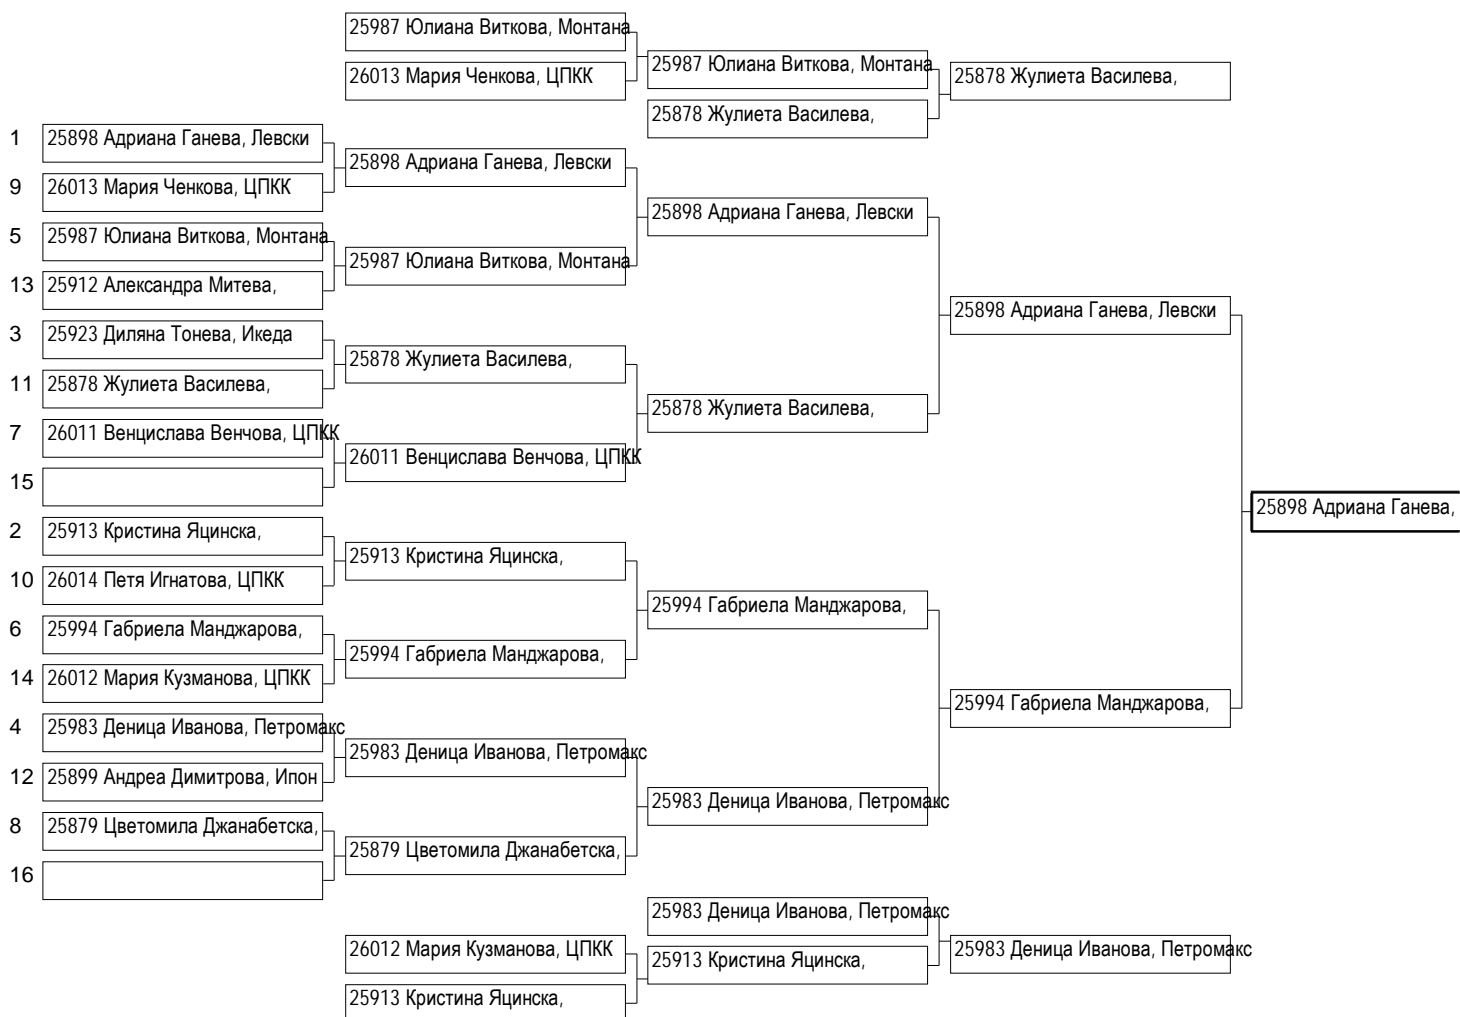 25987 Юлиана Виткова, Монтана
26013 Мария Ченкова, ЦПКК
25987 Юлиана Виткова, Монтана
25878 Жулиета Василева,
25878 Жулиета Василева,
1 25898 Адриана Ганева, Левски
9 26013 Мария Ченкова, ЦПКК
5 25987 Юлиана Виткова, Монтана
13 25912 Александра Митева,
3 25923 Диляна Тонева, Икеда
11 25878 Жулиета Василева,
7 26011 Венцислава Венчова, ЦПКК
15
2 25913 Кристина Яцинска,
10 26014 Петя Игнатова, ЦПКК
6 25994 Габриела Манджарова,
14 26012 Мария Кузманова, ЦПКК
4 25983 Деница Иванова, Петромакс
12 25899 Андреа Димитрова, Ипон
8 25879 Цветомила Джанабетска,
16
25898 Адриана Ганева, Левски
25987 Юлиана Виткова, Монтана
25878 Жулиета Василева,
26011 Венцислава Венчова, ЦПКК
25913 Кристина Яцинска,
25994 Габриела Манджарова,
25983 Деница Иванова, Петромакс
25879 Цветомила Джанабетска,
25898 Адриана Ганева, Левски
25878 Жулиета Василева,
25994 Габриела Манджарова,
25983 Деница Иванова, Петромакс
25898 Адриана Ганева, Левски
25994 Габриела Манджарова,
25898 Адриана Ганева,
26012 Мария Кузманова, ЦПКК
25913 Кристина Яцинска,
25983 Деница Иванова, Петромакс
25913 Кристина Яцинска,
25983 Деница Иванова, Петромакс